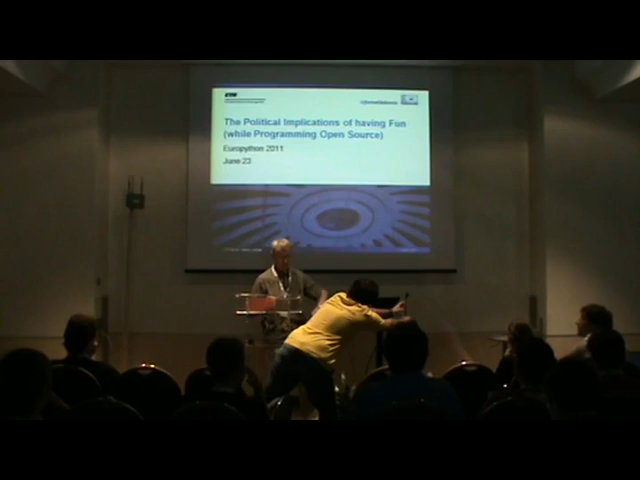 The Political Implications of having Fun
(while Programming Open Source)
Europython 2011
June 23